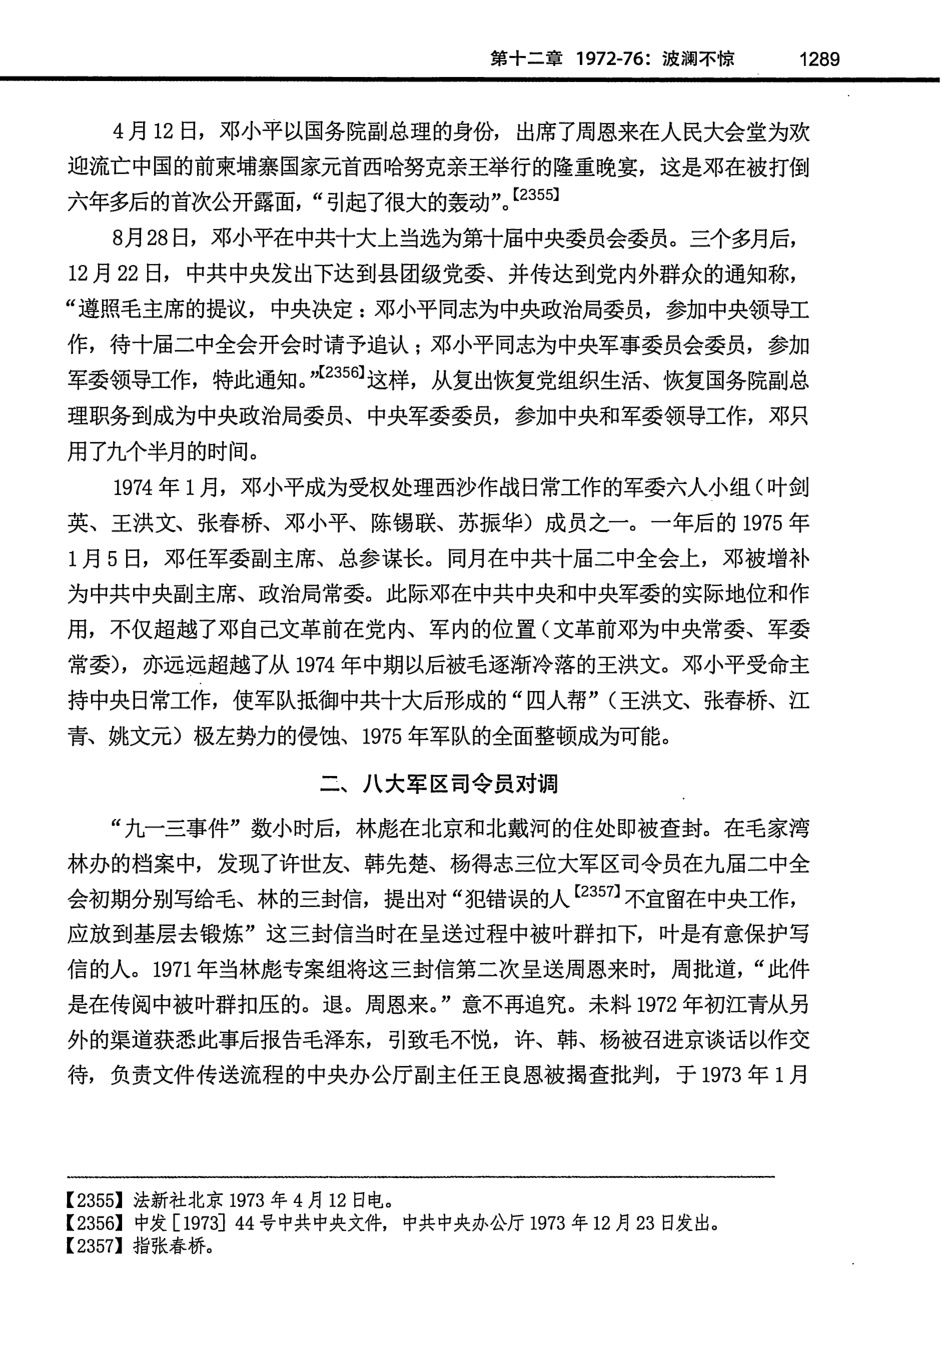 第十二章 1972-76：波澜不惊 1289
4月12日，邓小平以国务院副总理的身份，出席了周恩来在人民大会堂为欢
迎流亡中国的前柬埔寨国家元首西哈努克亲王举行的隆重晚宴，这是邓在被打倒
六年多后的首次公开露面，“引起了很大的轰动”。【2355】
8月28日，邓小平在中共十大上当选为第十届中央委员会委员。三个多月后，
12月22日，中共中央发出下达到县团级党委、并传达到党内外群众的通知称，
“遵照毛主席的提议，中央决定：邓小平同志为中央政治局委员，参加中央领导工
作，待十届二中全会开会时请予追认；邓小平同志为中央军事委员会委员，参加
军委领导工作，特此通知。”【2356】这样，从复出恢复党组织生活、恢复国务院副总
理职务到成为中央政治局委员、中央军委委员，参加中央和军委领导工作，邓只
用了九个半月的时间。
1974年1月，邓小平成为受权处理西沙作战日常工作的军委六人小组（叶剑
英、王洪文、张春桥、邓小平、陈锡联、苏振华）成员之一。一年后的1975年
1月5日，邓任军委副主席、总参谋长。同月在中共十届二中全会上，邓被增补
为中共中央副主席、政治局常委。此际邓在中共中央和中央军委的实际地位和作
用，不仅超越了邓自己文革前在党内、军内的位置（文革前邓为中央常委、军委
常委），亦远远超越了从1974年中期以后被毛逐渐冷落的王洪文。邓小平受命主
持中央日常工作，使军队抵御中共十大后形成的“四人帮”（王洪文、张春桥、江
青、姚文元）极左势力的侵蚀、1975年军队的全面整顿成为可能。
二、八大军区司令员对调
“九一三事件”数小时后，林彪在北京和北戴河的住处即被查封。在毛家湾
林办的档案中，发现了许世友、韩先楚、杨得志三位大军区司令员在九届二中全
会初期分别写给毛、林的三封信，提出对“犯错误的人【2357】不宜留在中央工作，
应放到基层去锻炼”这三封信当时在呈送过程中被叶群扣下，叶是有意保护写
信的人。1971年当林彪专案组将这三封信第二次呈送周恩来时，周批道，“此件
是在传阅中被叶群扣压的。退。周恩来。”意不再追究。未料1972年初江青从另
外的渠道获悉此事后报告毛泽东，引致毛不悦，许、韩、杨被召进京谈话以作交
待，负责文件传送流程的中央办公厅副主任王良恩被揭查批判，于1973年1月
【2355】法新社北京1973年4月12日电。
【2356】中发［1973］44号中共中央文件，中共中央办公厅1973年12月23日发出。
【2357】指张春桥。